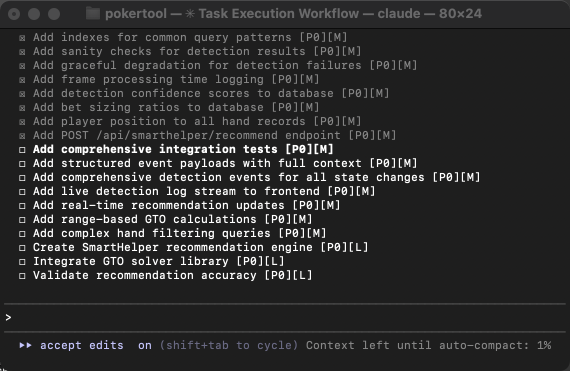 pokertool — ✳ Task Execution Workflow — claude — 80×24
☒ Add indexes for common query patterns [P0][M]
☒ Add sanity checks for detection results [P0][M]
☒ Add graceful degradation for detection failures [P0][M]
☒ Add frame processing time logging [P0][M]
☒ Add detection confidence scores to database [P0][M]
☒ Add bet sizing ratios to database [P0][M]
☒ Add player position to all hand records [P0][M]
☒ Add POST /api/smarthelper/recommend endpoint [P0][M]
☐ Add comprehensive integration tests [P0][M]
☐ Add structured event payloads with full context [P0][M]
☐ Add comprehensive detection events for all state changes [P0][M]
☐ Add live detection log stream to frontend [P0][M]
☐ Add real-time recommendation updates [P0][M]
☐ Add range-based GTO calculations [P0][M]
☐ Add complex hand filtering queries [P0][M]
☐ Create SmartHelper recommendation engine [P0][L]
☐ Integrate GTO solver library [P0][L]
☐ Validate recommendation accuracy [P0][L]
>
⏵⏵ accept edits on (shift+tab to cycle) Context left until auto-compact: 1%